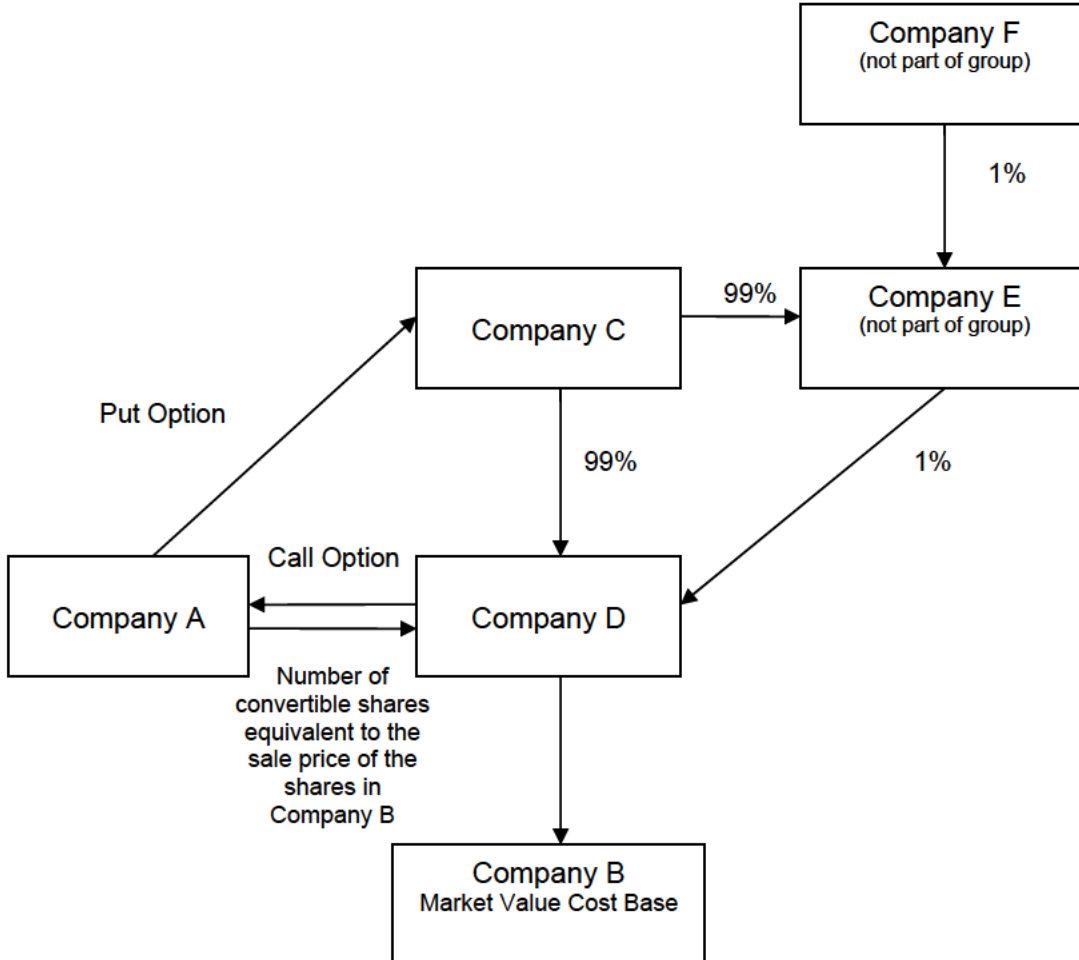 Company F
(not part of group)
1%
99%
Company E
(not part of group)
Company C
Put Option
99%
1%
Call Option
Company A
Company D
Number of
convertible shares
equivalent to the
sale price of the
shares in
Company B
Company B
Market Value Cost Base